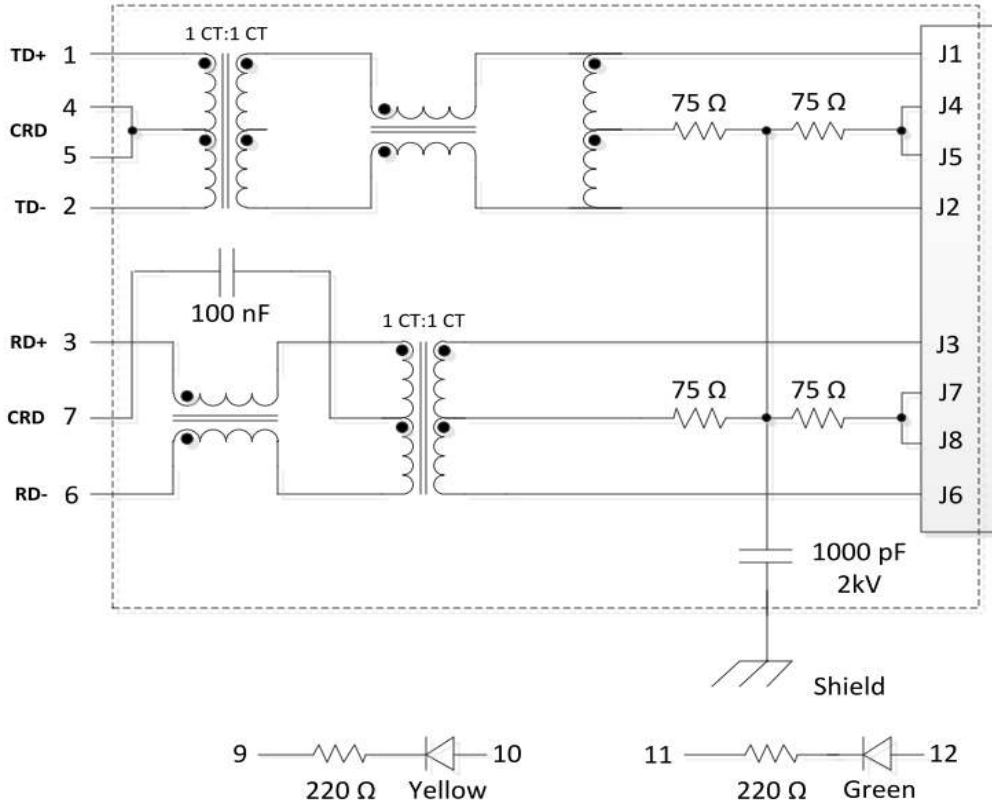 1 CT:1 CT
TD+ 1
J1
4
75 Ω 75 Ω
J4
CRD
5
J5
TD- 2
J2
100 nF
1 CT:1 CT
RD+ 3
J3
75 Ω 75 Ω
J7
CRD 7
J8
RD- 6
J6
1000 pF
2kV
Shield
9
10
11
12
220 Ω Yellow
220 Ω Green